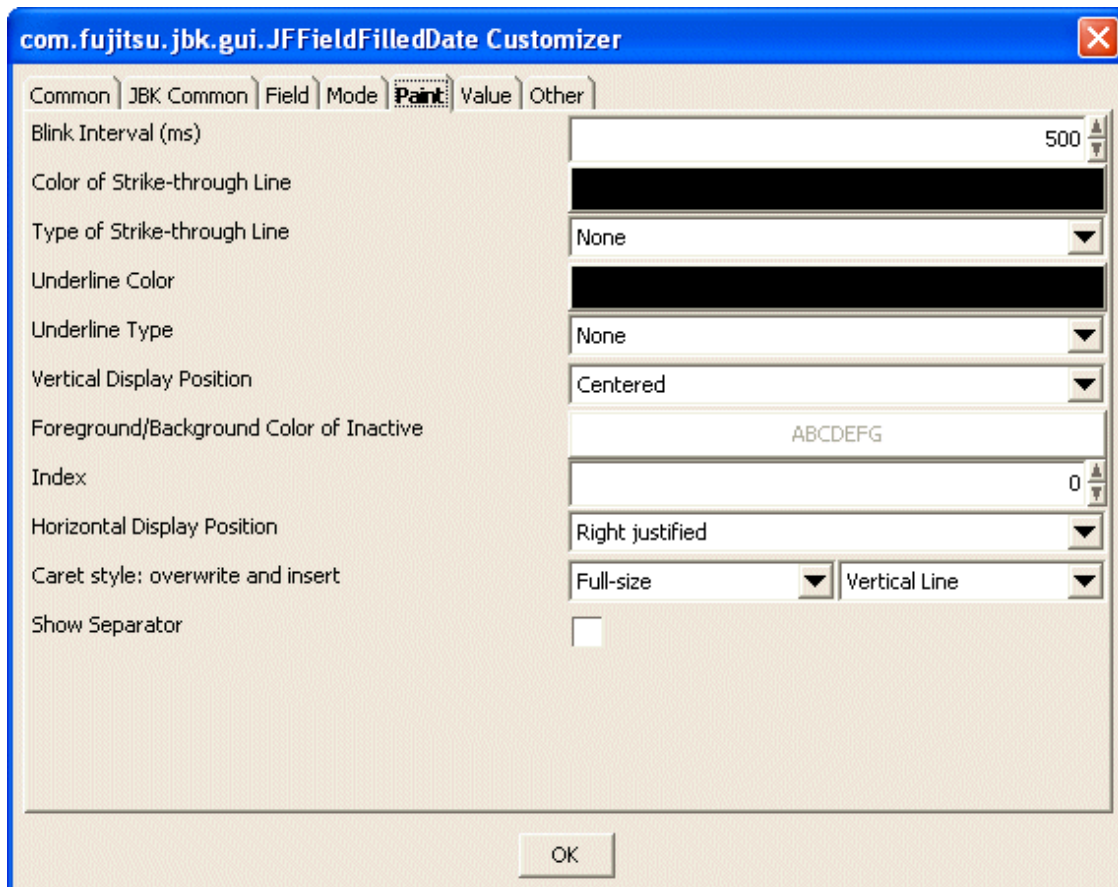 com.fujitsu.jbk.gui.JFFieldFilledDate Customizer
Common JBK Common Field Mode Paint Value Other
Blink Interval (ms) 500
Color of Strike-through Line
Type of Strike-through Line None
Underline Color
Underline Type None
Vertical Display Position Centered
Foreground/Background Color of Inactive ABCDEFG
Index 0
Horizontal Display Position Right justified
Caret style: overwrite and insert Full-size Vertical Line
Show Separator
OK